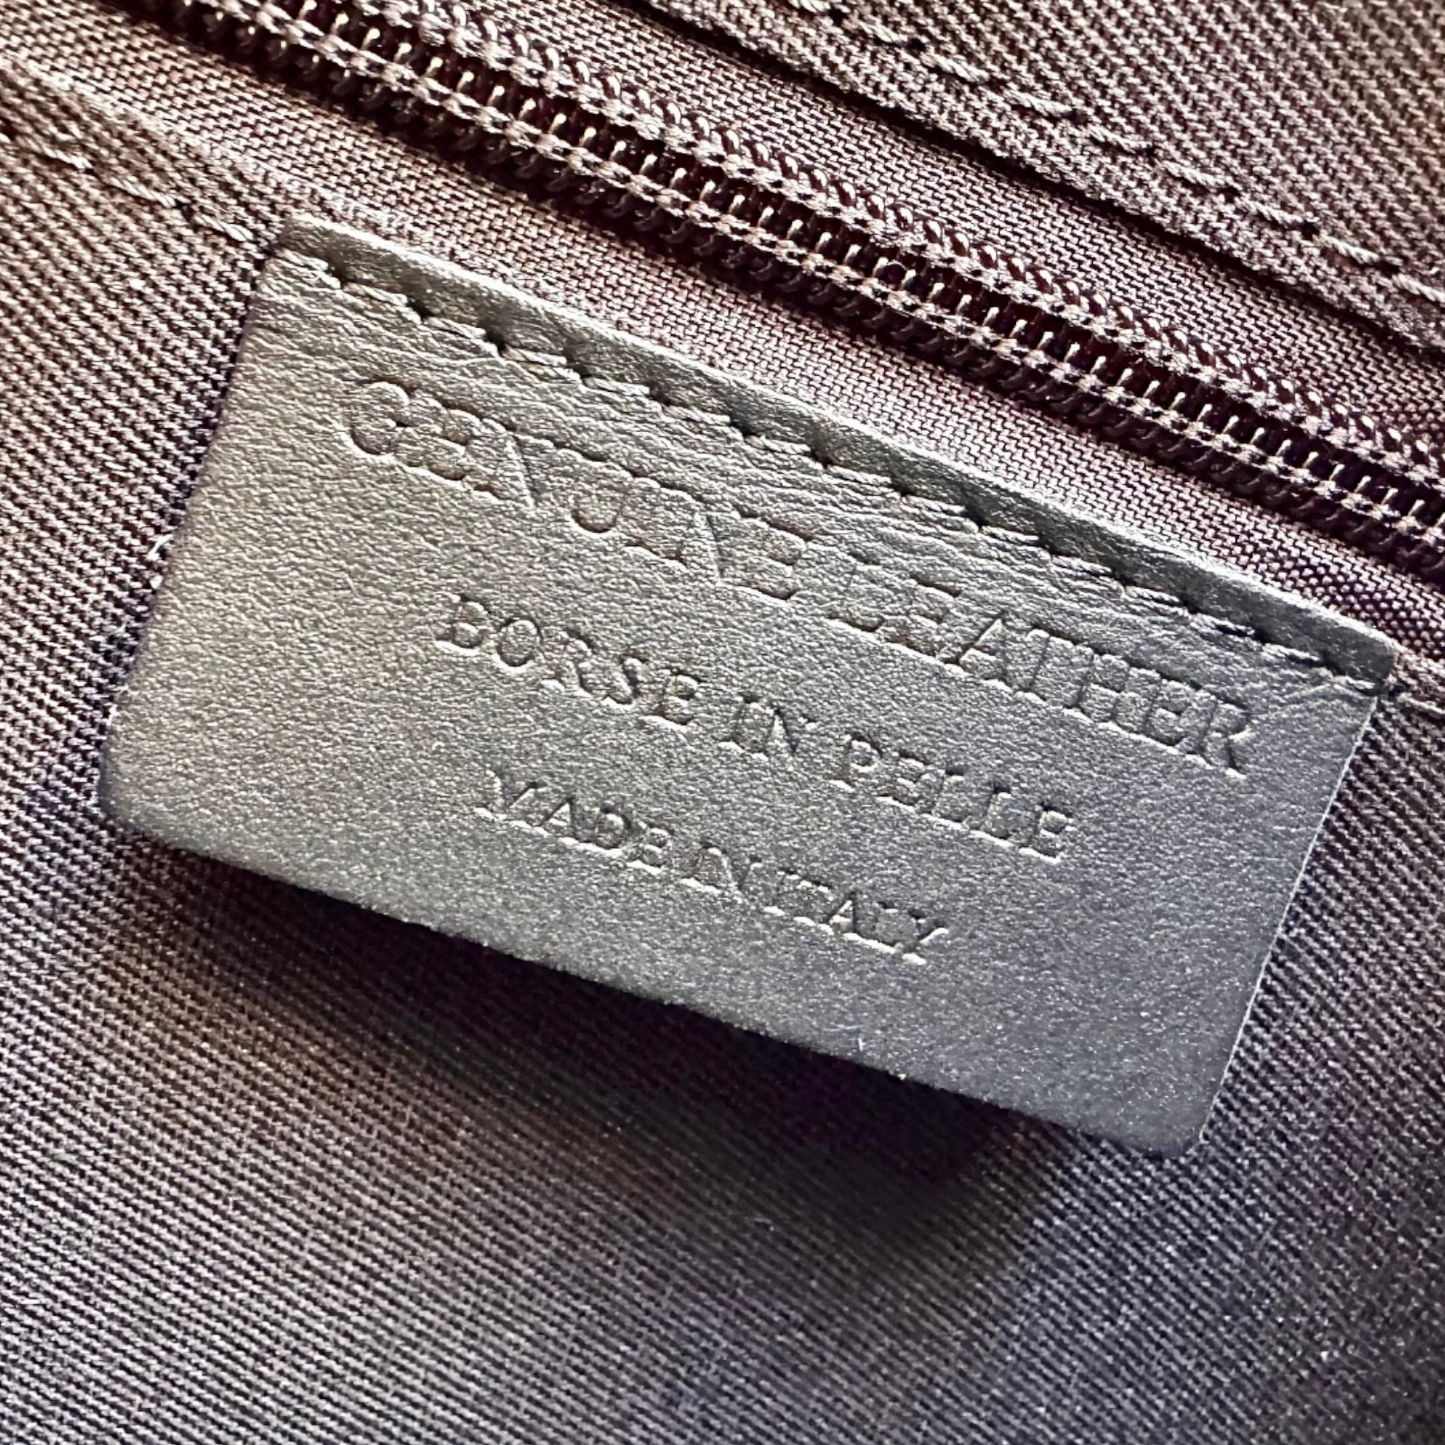 GENUINE LEATHER
BORSE IN PELLE
MADE IN ITALY